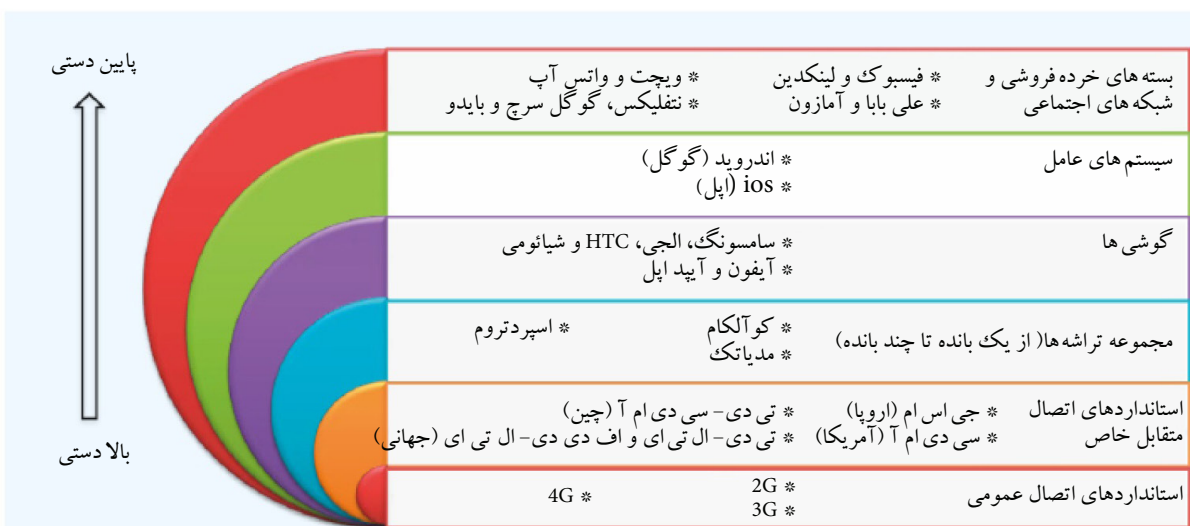 پایین دستی
بسته های خرده فروشی و
شبکه های اجتماعی
* فیسبوک و لینکدین
* علی بابا و آمازون
* ویچت و واتس آپ
* نتفلیکس، گوگل سرچ و بایدو
سیستم های عامل
* اندروید (گوگل)
* ios (اپل)
گوشی ها
* سامسونگ، الجی، HTC و شیائومی
* آیفون و آیپد اپل
مجموعه تراشه ها( از یک بانده تا چند بانده)
* کوآلکام
* مدیاتک
* اسپردتروم
استانداردهای اتصال
متقابل خاص
* جی اس ام (اروپا)
* سی دی ام آ (آمریکا)
* تی دی- سی دی ام آ (چین)
* تی دی- ال تی ای و اف دی دی- ال تی ای (جهانی)
بالا دستی
استانداردهای اتصال عمومی
* 2G
* 3G
* 4G